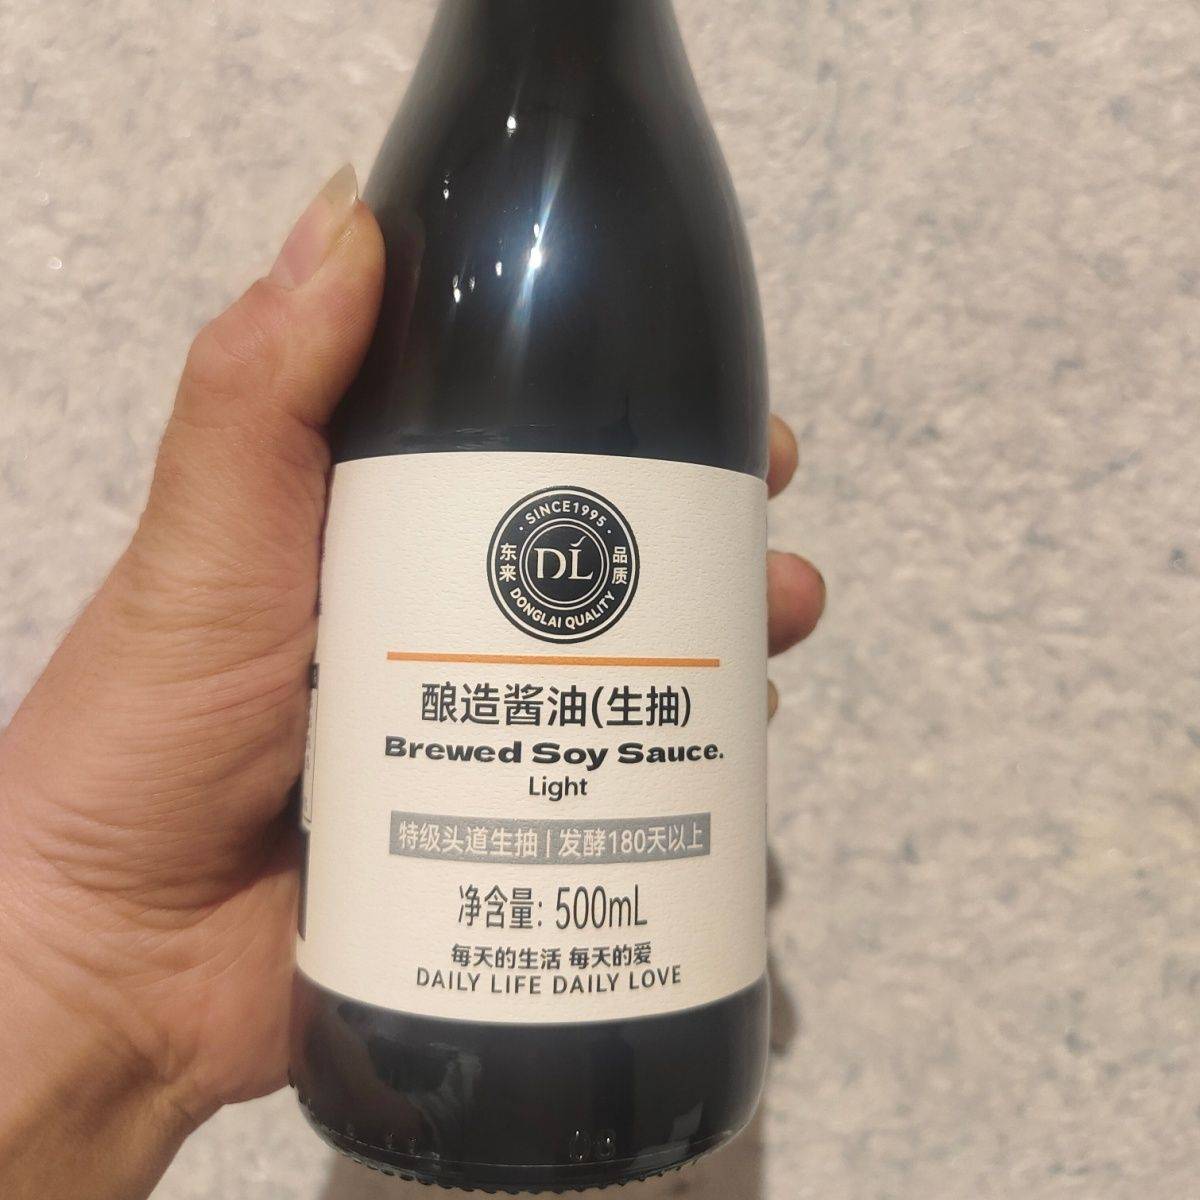 · SINCE1995 ·
东来 DĹ 品质
DONGLAI QUALITY
酿造酱油(生抽)
Brewed Soy Sauce.
Light
特级头道生抽 | 发酵180天以上
净含量: 500mL
每天的生活 每天的爱
DAILY LIFE DAILY LOVE